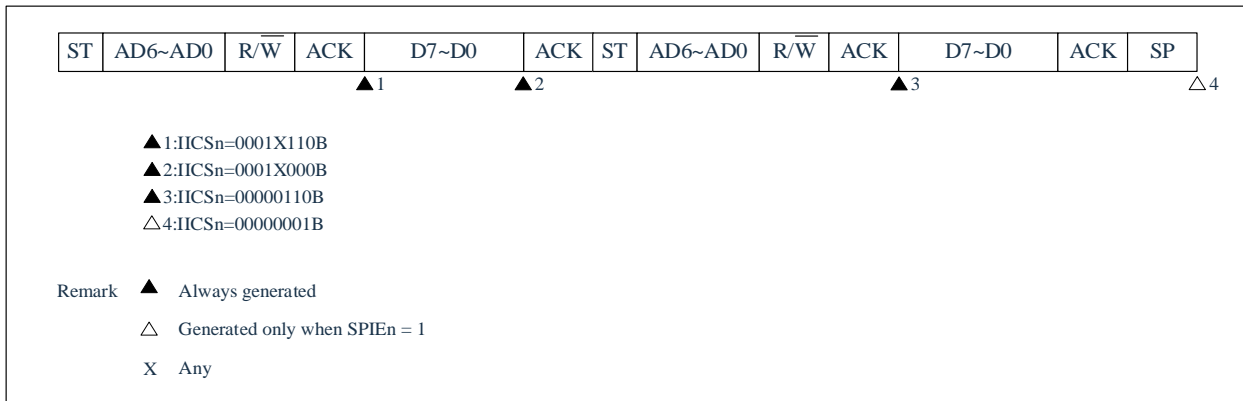 ST AD6~AD0 R/W̅ ACK D7~D0 ACK ST AD6~AD0 R/W̅ ACK D7~D0 ACK SP
▲1 ▲2 ▲3 △4
▲1:IICSn=0001X110B
▲2:IICSn=0001X000B
▲3:IICSn=00000110B
△4:IICSn=00000001B
Remark ▲ Always generated
△ Generated only when SPIEn = 1
X Any